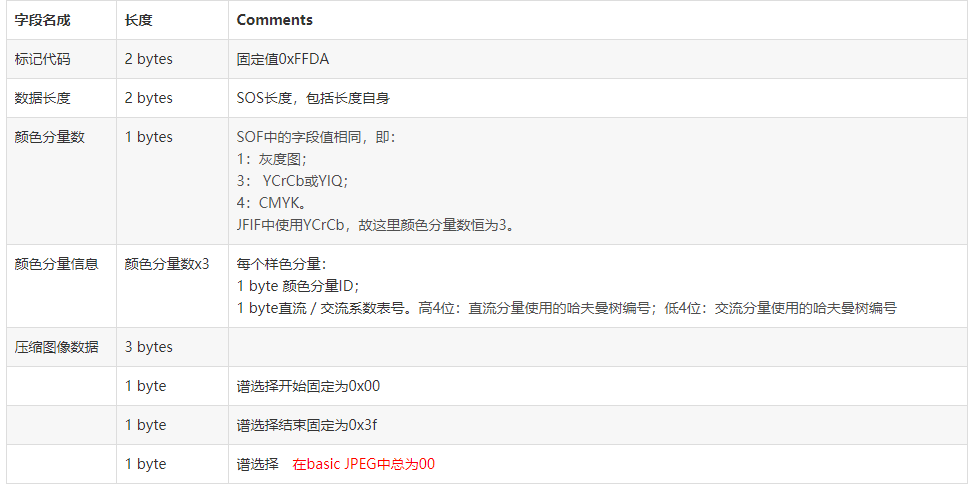 字段名成 长度 Comments
标记代码 2 bytes 固定值0xFFDA
数据长度 2 bytes SOS长度，包括长度自身
颜色分量数 1 bytes SOF中的字段值相同，即：
1：灰度图；
3： YCrCb或YIQ；
4：CMYK。
JFIF中使用YCrCb，故这里颜色分量数恒为3。
颜色分量信息 颜色分量数x3 每个样色分量：
1 byte 颜色分量ID；
1 byte直流 / 交流系数表号。高4位：直流分量使用的哈夫曼树编号；低4位：交流分量使用的哈夫曼树编号
压缩图像数据 3 bytes
1 byte 谱选择开始固定为0x00
1 byte 谱选择结束固定为0x3f
1 byte 谱选择 在basic JPEG中总为00